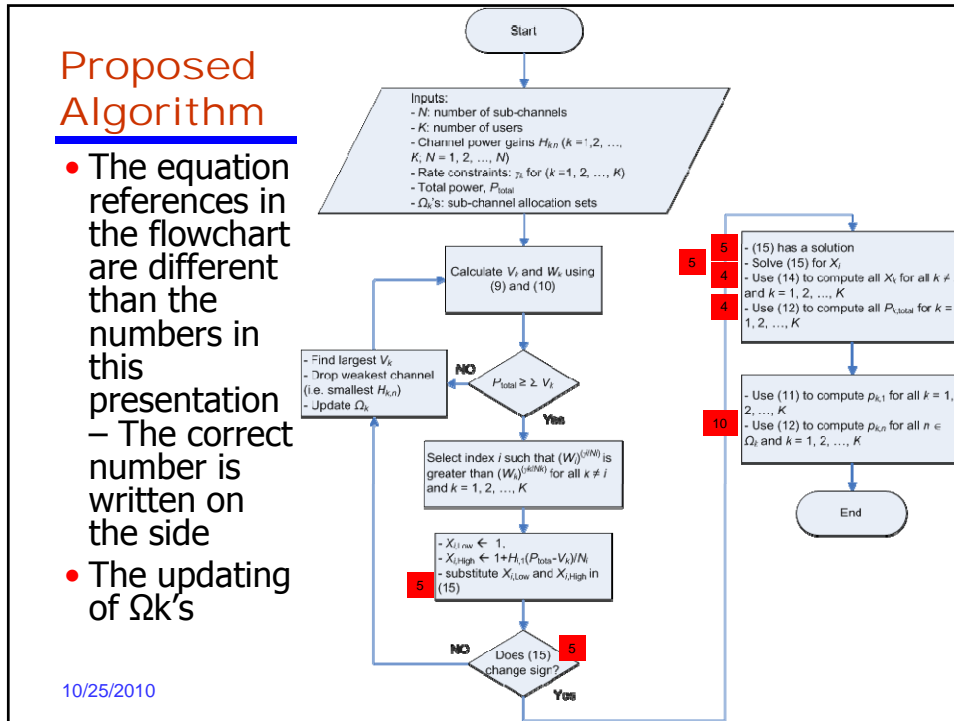 Proposed
Algorithm
• The equation
references in
the flowchart
are different
than the
numbers in
this
presentation
– The correct
number is
written on
the side
• The updating
of Ωk's
10/25/2010
Start
Inputs:
- N: number of sub-channels
- K: number of users
- Channel power gains Hk,n (k =1,2, …,
K; N = 1, 2, …, N)
- Rate constraints: γk for (k =1, 2, …, K)
- Total power, Ptotal
- Ωk's: sub-channel allocation sets
Calculate Vk and Wk using
(9) and (10)
- Find largest Vk
- Drop weakest channel
(i.e. smallest Hk,n)
- Update Ωk
NO
Ptotal ≥ Σ Vk
Yes
Select index i such that (Wi)^(γi/Ni) is
greater than (Wk)^(γk/Nk) for all k ≠ i
and k = 1, 2, …, K
- Xi,Low ← 1.
- Xi,High ← 1+Hi,1(Ptotal-Vk)/Ni
- substitute Xi,Low and Xi,High in
(15)
5
NO
Does (15)
change sign?
5
Yes
5
5
- (15) has a solution
- Solve (15) for Xi
4
- Use (14) to compute all Xk for all k ≠
and k = 1, 2, …, K
4
- Use (12) to compute all Pk,total for k =
1, 2, …, K
- Use (11) to compute pk,1 for all k = 1,
2, …, K
10
- Use (12) to compute pk,n for all n ∈
Ωk and k = 1, 2, …, K
End